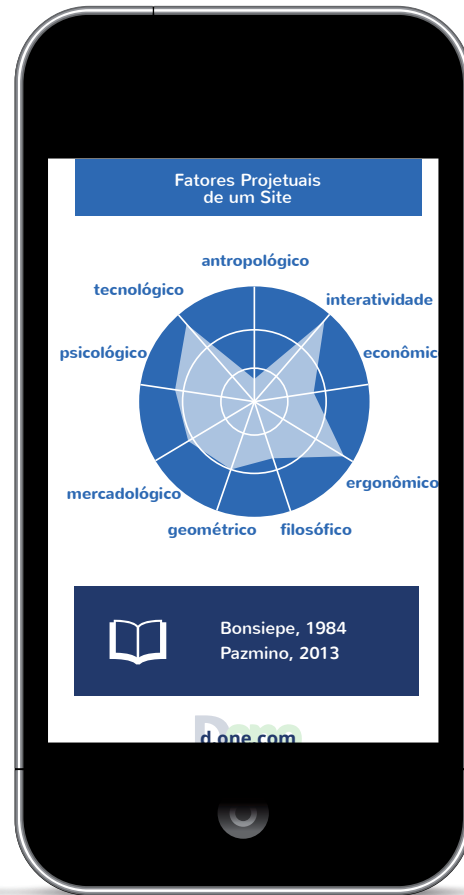 Fatores Projetuais
de um Site
antropológico
tecnológico
interatividade
psicológico
econômic
mercadológico
ergonômico
geométrico
filosófico
Bonsiepe, 1984
Pazmino, 2013
d.one.com